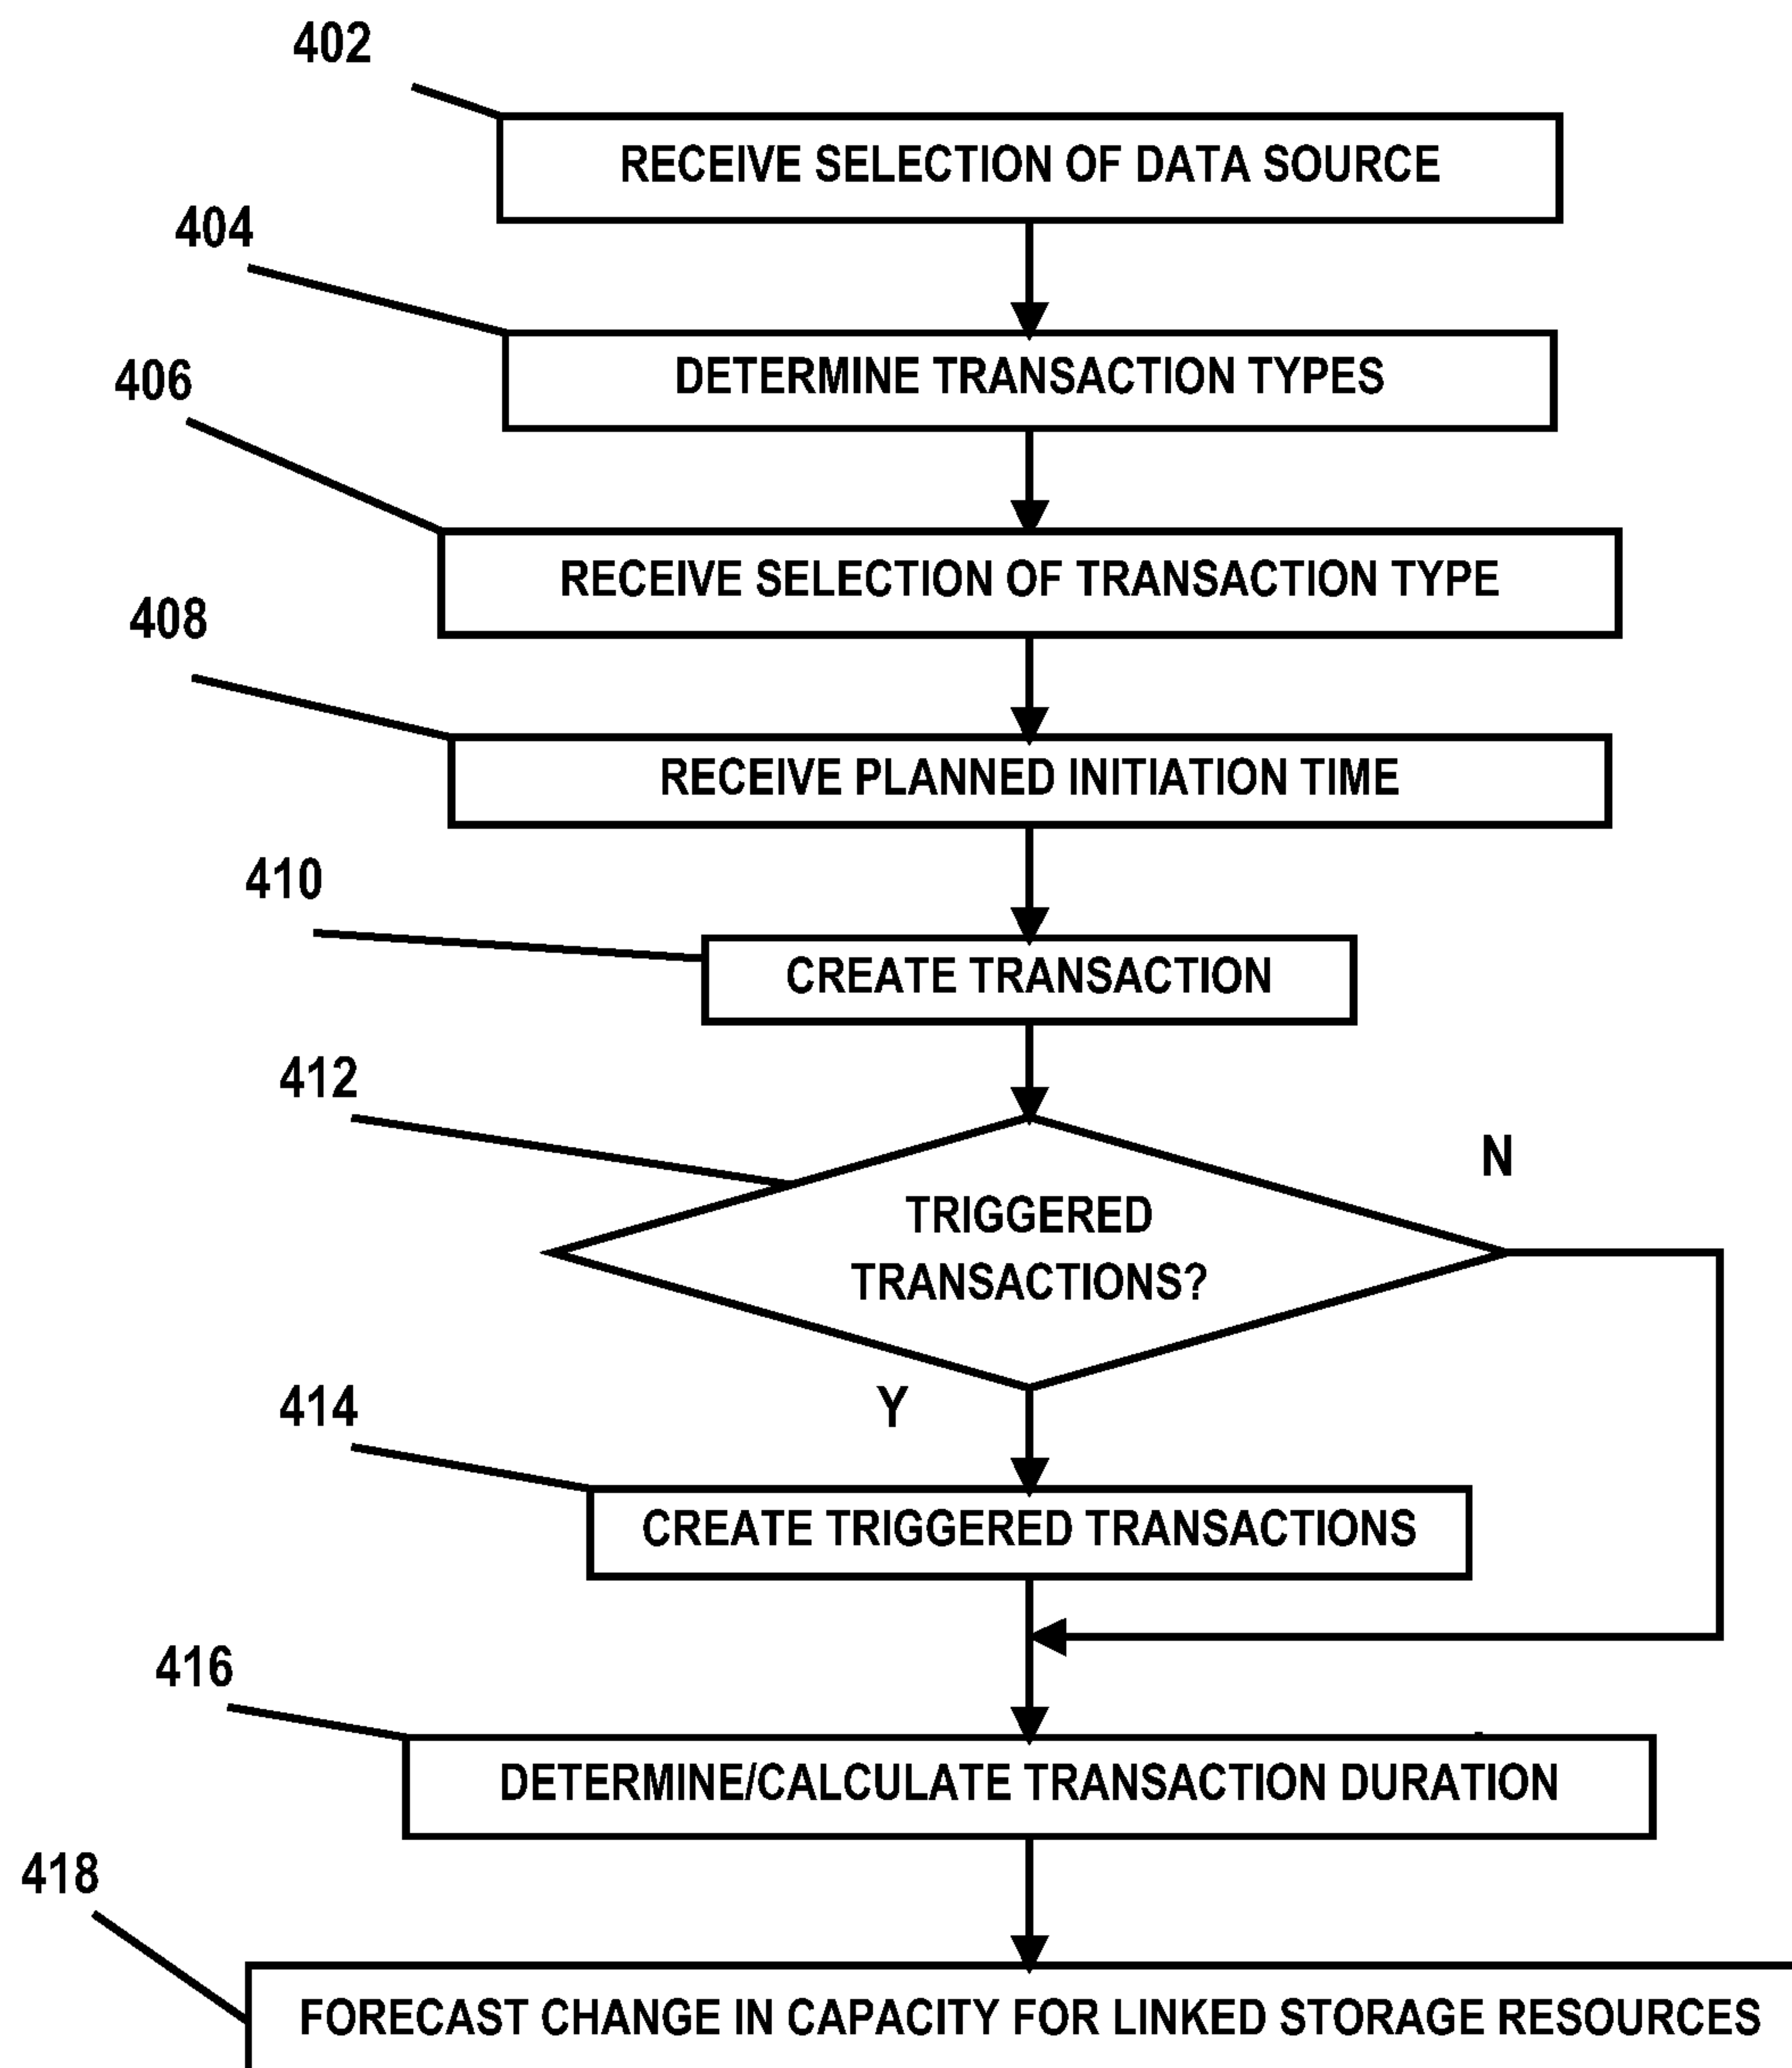 402
RECEIVE SELECTION OF DATA SOURCE
404
DETERMINE TRANSACTION TYPES
406
RECEIVE SELECTION OF TRANSACTION TYPE
408
RECEIVE PLANNED INITIATION TIME
410
CREATE TRANSACTION
412
N
TRIGGERED
TRANSACTIONS?
Y
414
CREATE TRIGGERED TRANSACTIONS
416
DETERMINE/CALCULATE TRANSACTION DURATION
418
FORECAST CHANGE IN CAPACITY FOR LINKED STORAGE RESOURCES